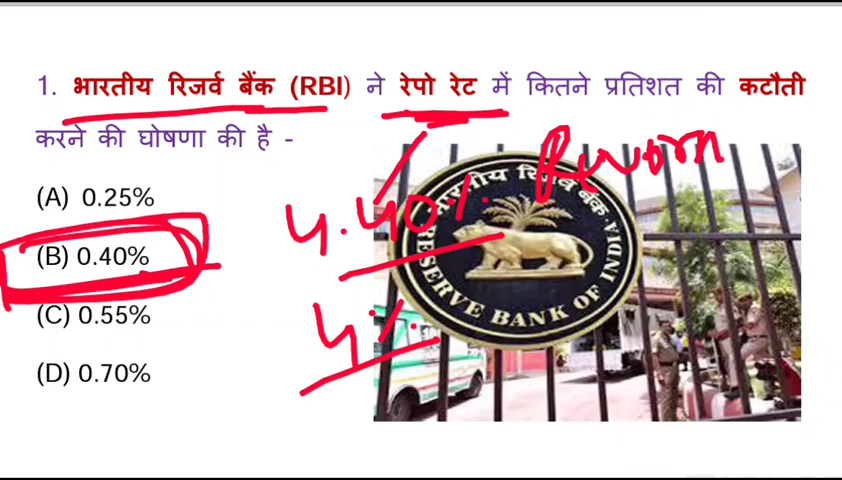 1. भारतीय रिजर्व बैंक (RBI) ने रेपो रेट में कितने प्रतिशत की कटौती
करने की घोषणा की है -
(A) 0.25%
(B) 0.40%
(C) 0.55%
(D) 0.70%
4.40%
4%
भारतीय रिज़र्व बैंक
RESERVE BANK OF INDIA